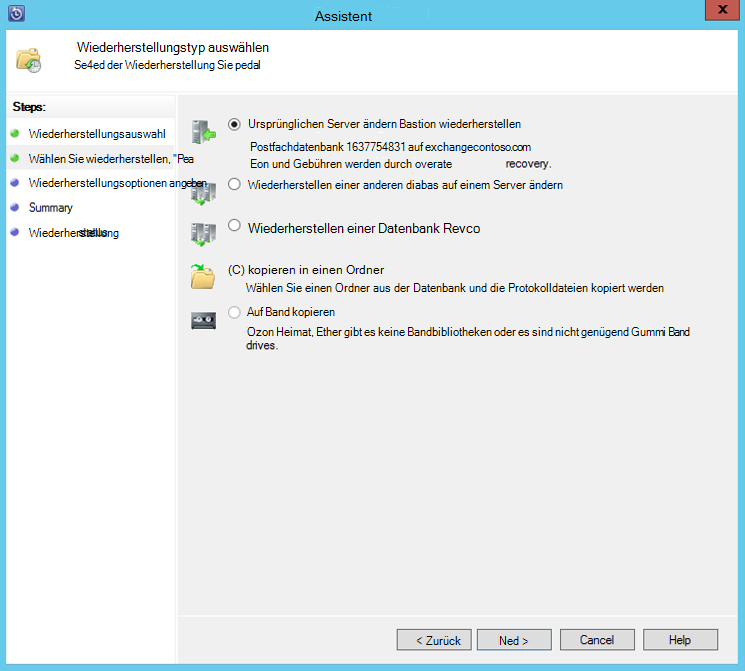 Assistent
x
Wiederherstellungstyp auswählen
Se4ed der Wiederherstellung Sie pedal
Steps:
Wiederherstellungsauswahl
Wählen Sie wiederherstellen, "Pea
Wiederherstellungsoptionen angeben
Summary
Wiederherstellung
Ursprünglichen Server ändern Bastion wiederherstellen
Postfachdatenbank 1637754831 auf exchangecontoso.com
Eon und Gebühren werden durch overate recovery.
Wiederherstellen einer anderen diabas auf einem Server ändern
Wiederherstellen einer Datenbank Revco
(C) kopieren in einen Ordner
Wählen Sie einen Ordner aus der Datenbank und die Protokolldateien kopiert werden
Auf Band kopieren
Ozon Heimat, Ether gibt es keine Bandbibliotheken oder es sind nicht genügend Gummi Band
drives.
< Zurück
Ned >
Cancel
Help